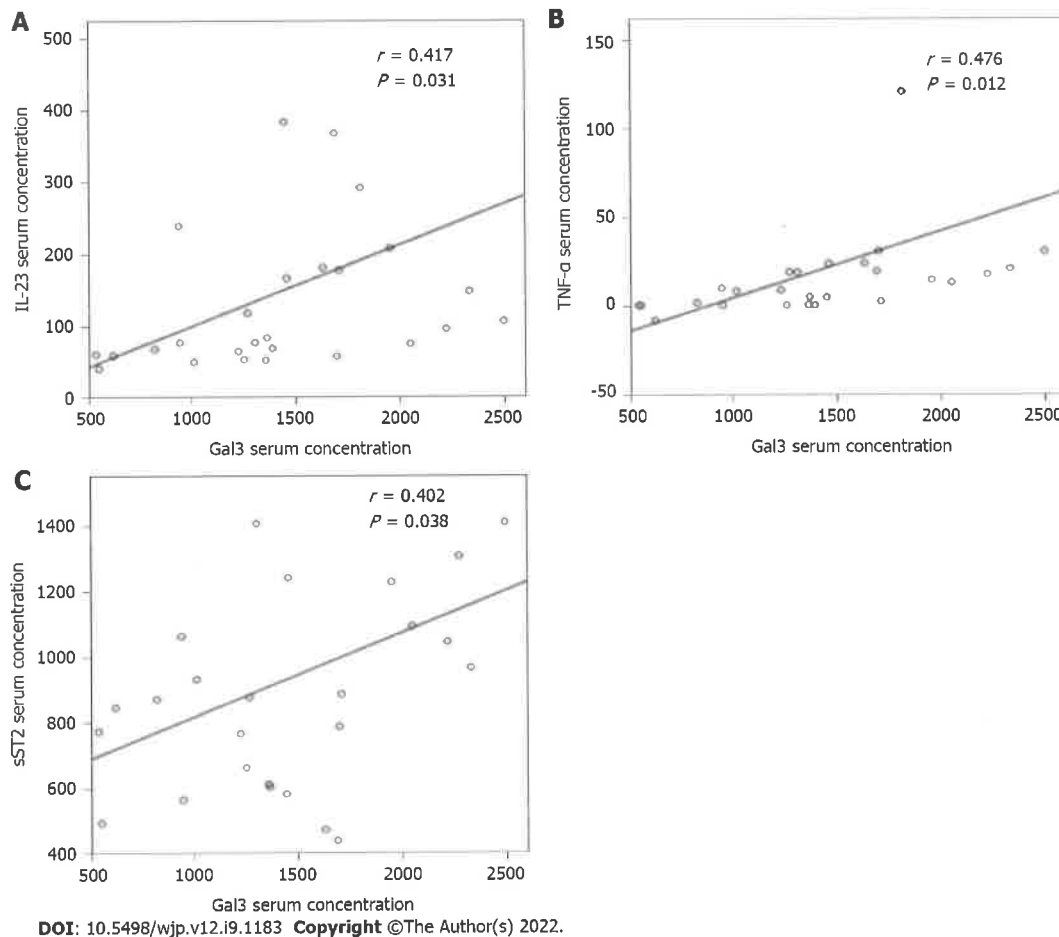 A
500
400
300
200
100
0
500
1000
1500
2000
2500
IL-23 serum concentration
Gal3 serum concentration
r = 0.417
P = 0.031
B
150
100
50
0
-50
500
1000
1500
2000
2500
TNF-α serum concentration
Gal3 serum concentration
r = 0.476
P = 0.012
C
1400
1200
1000
800
600
400
500
1000
1500
2000
2500
sST2 serum concentration
Gal3 serum concentration
r = 0.402
P = 0.038
DOI: 10.5498/wjp.v12.i9.1183 Copyright ©The Author(s) 2022.